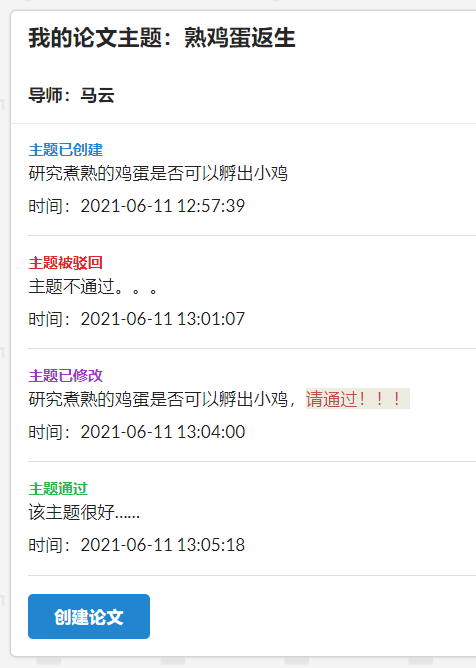 我的论文主题：熟鸡蛋返生
导师：马云
主题已创建
研究煮熟的鸡蛋是否可以孵出小鸡
时间：2021-06-11 12:57:39
主题被驳回
主题不通过。。。
时间：2021-06-11 13:01:07
主题已修改
研究煮熟的鸡蛋是否可以孵出小鸡，请通过！！！
时间：2021-06-11 13:04:00
主题通过
该主题很好……
时间：2021-06-11 13:05:18
创建论文